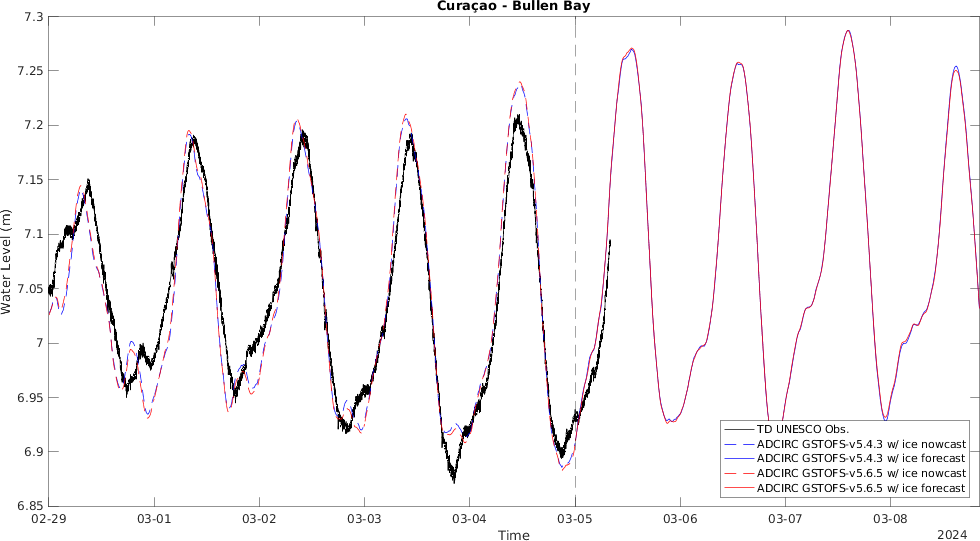 Curaçao - Bullen Bay
7.3
7.25
7.2
7.15
7.1
7.05
7
6.95
6.9
6.85
Water Level (m)
02-29
03-01
03-02
03-03
03-04
03-05
03-06
03-07
03-08
Time
2024
TD UNESCO Obs.
ADCIRC GSTOFS-v5.4.3 w/ ice nowcast
ADCIRC GSTOFS-v5.4.3 w/ ice forecast
ADCIRC GSTOFS-v5.6.5 w/ ice nowcast
ADCIRC GSTOFS-v5.6.5 w/ ice forecast